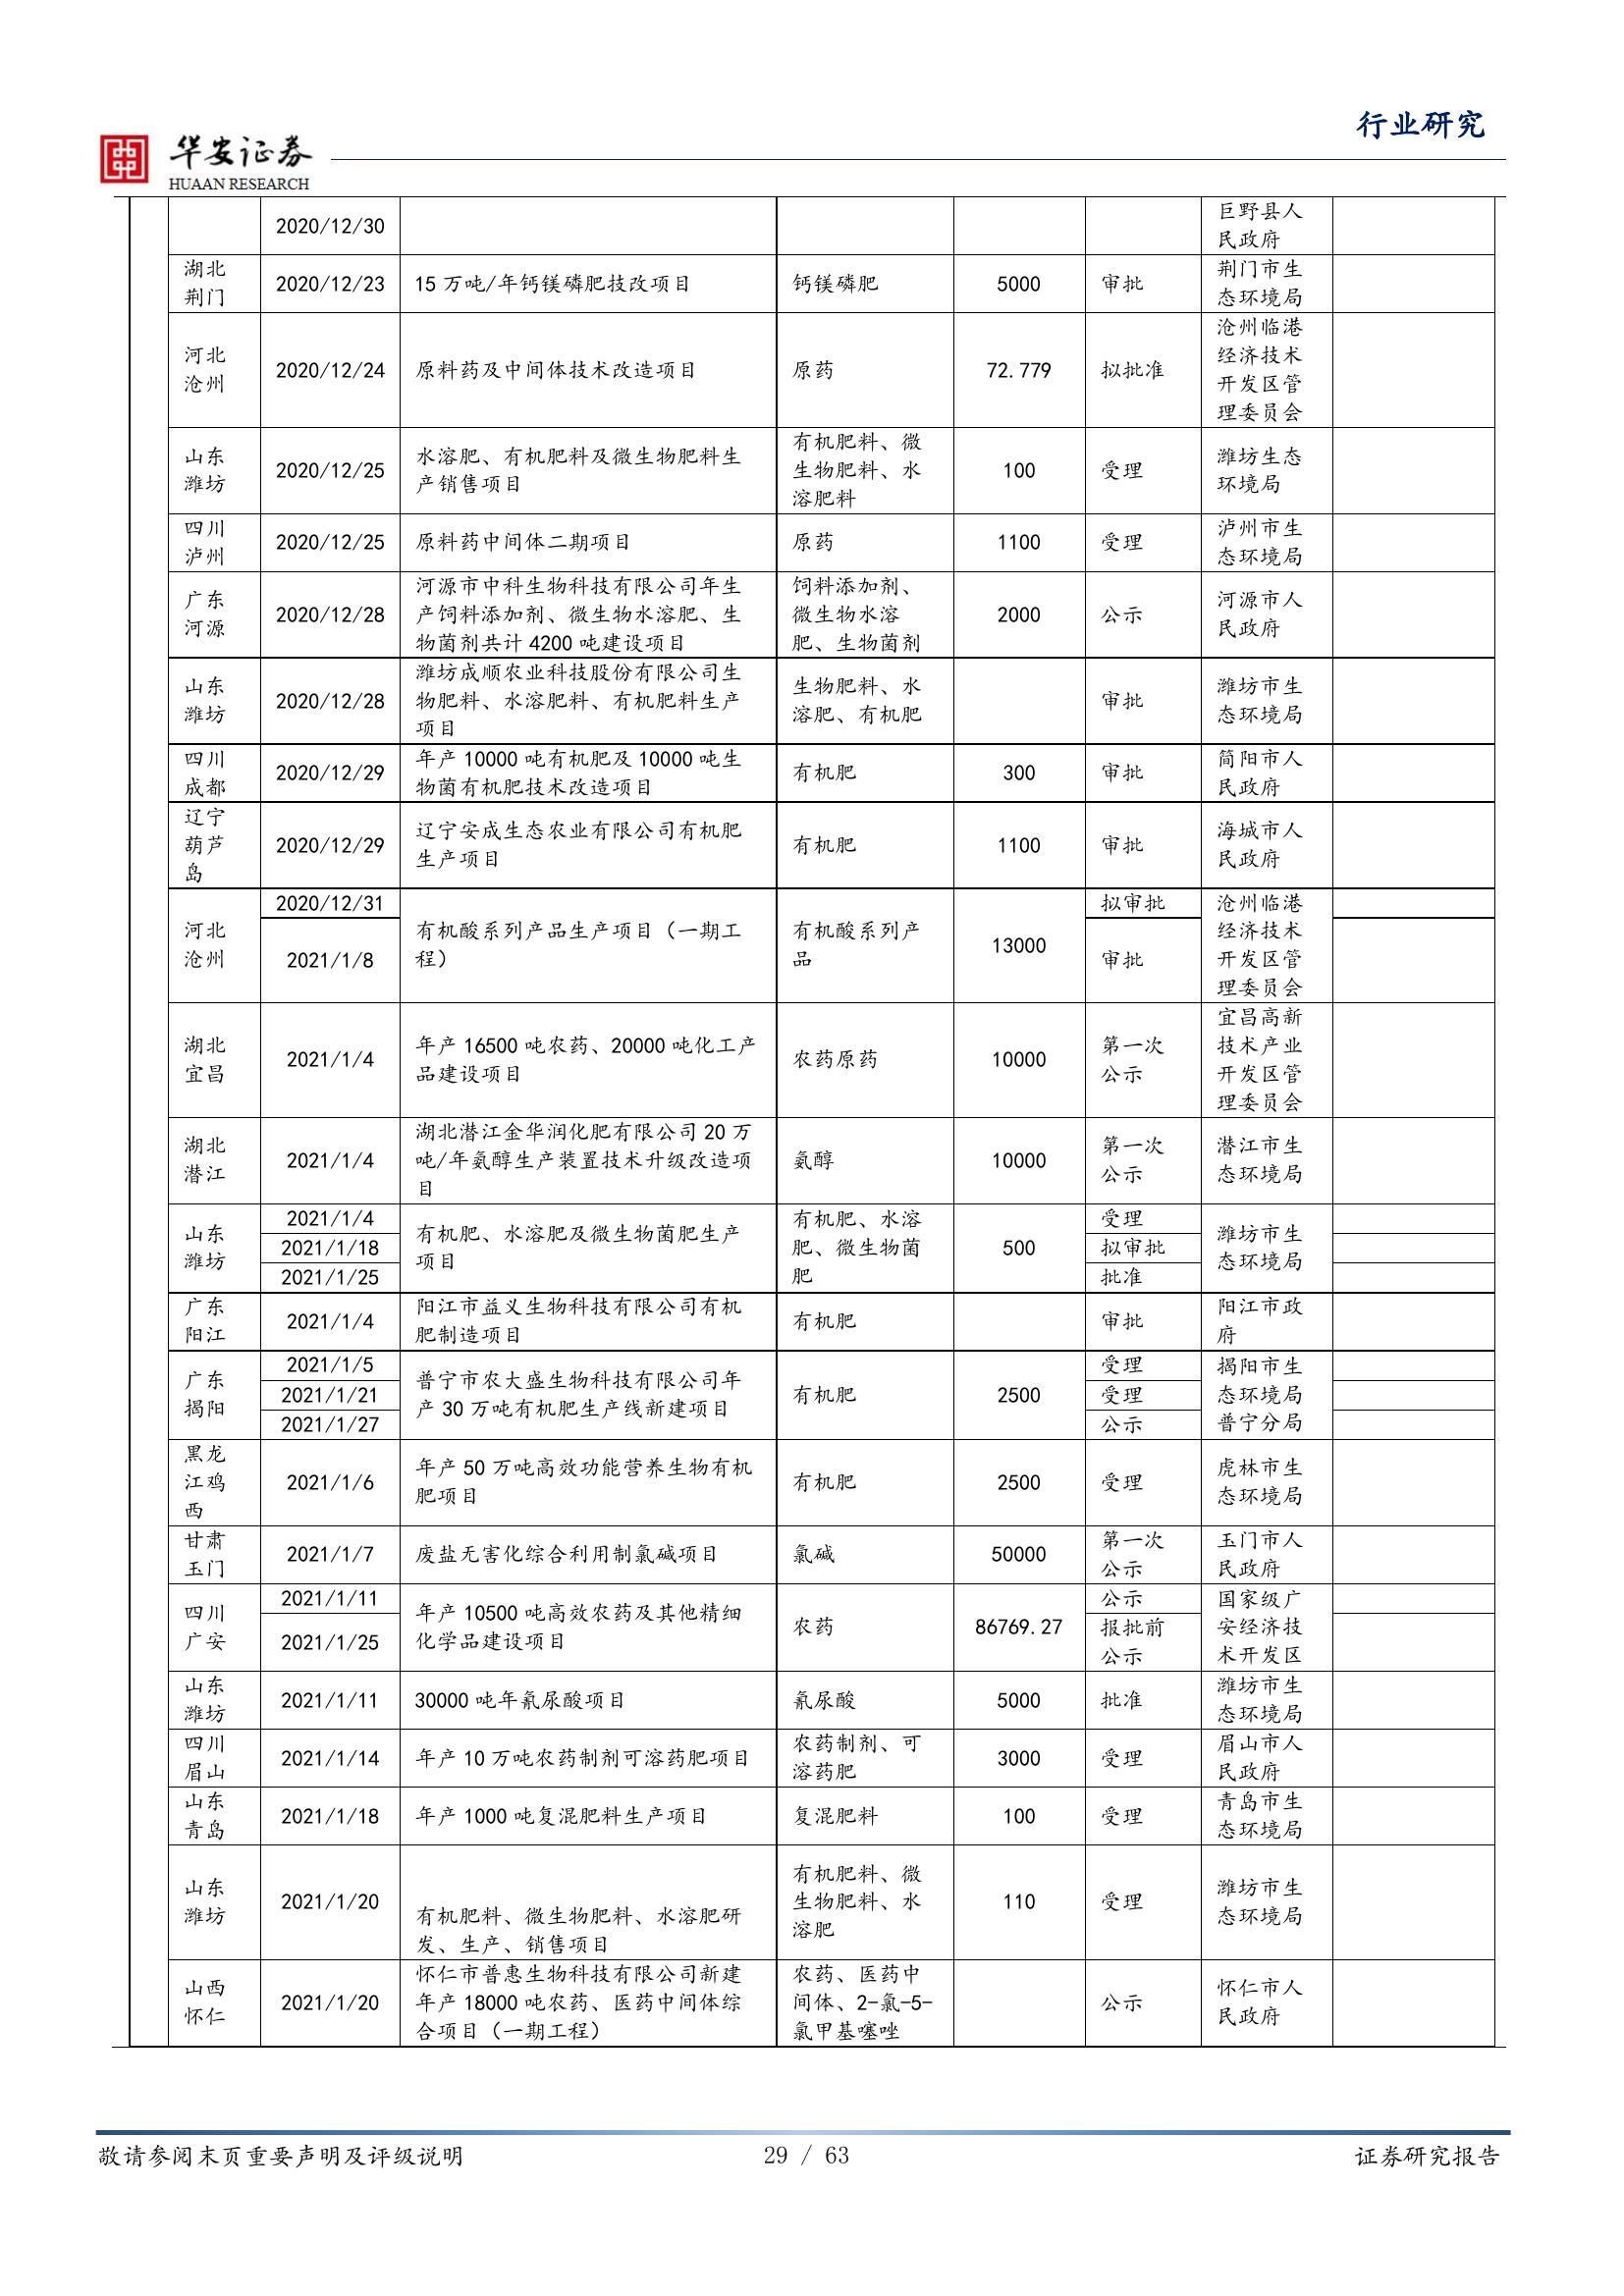 行业研究
华安证券
HUAAN RESEARCH
2020/12/30
巨野县人
民政府
湖北
荆门
2020/12/23
15 万吨/年钙镁磷肥技改项目
钙镁磷肥
5000
审批
荆门市生
态环境局
河北
沧州
2020/12/24
原料药及中间体技术改造项目
原药
72.779
拟批准
沧州临港
经济技术
开发区管
理委员会
山东
潍坊
2020/12/25
水溶肥、有机肥料及微生物肥料生
产销售项目
有机肥料、微
生物肥料、水
溶肥料
100
受理
潍坊生态
环境局
四川
泸州
2020/12/25
原料药中间体二期项目
原药
1100
受理
泸州市生
态环境局
广东
河源
2020/12/28
河源市中科生物科技有限公司年生
产饲料添加剂、微生物水溶肥、生
物菌剂共计 4200 吨建设项目
饲料添加剂、
微生物水溶
肥、生物菌剂
2000
公示
河源市人
民政府
山东
潍坊
2020/12/28
潍坊成顺农业科技股份有限公司生
物肥料、水溶肥料、有机肥料生产
项目
生物肥料、水
溶肥、有机肥
审批
潍坊市生
态环境局
四川
成都
2020/12/29
年产 10000 吨有机肥及 10000 吨生
物菌有机肥技术改造项目
有机肥
300
审批
简阳市人
民政府
辽宁
葫芦
岛
2020/12/29
辽宁安成生态农业有限公司有机肥
生产项目
有机肥
1100
审批
海城市人
民政府
河北
沧州
2020/12/31
2021/1/8
有机酸系列产品生产项目（一期工
程）
有机酸系列产
品
13000
拟审批
审批
沧州临港
经济技术
开发区管
理委员会
湖北
宜昌
2021/1/4
年产 16500 吨农药、20000 吨化工产
品建设项目
农药原药
10000
第一次
公示
宜昌高新
技术产业
开发区管
理委员会
湖北
潜江
2021/1/4
湖北潜江金华润化肥有限公司 20 万
吨/年氨醇生产装置技术升级改造项
目
氨醇
10000
第一次
公示
潜江市生
态环境局
山东
潍坊
2021/1/4
2021/1/18
2021/1/25
有机肥、水溶肥及微生物菌肥生产
项目
有机肥、水溶
肥、微生物菌
肥
500
受理
拟审批
批准
潍坊市生
态环境局
广东
阳江
2021/1/4
阳江市益义生物科技有限公司有机
肥制造项目
有机肥
审批
阳江市政
府
广东
揭阳
2021/1/5
2021/1/21
2021/1/27
普宁市农大盛生物科技有限公司年
产 30 万吨有机肥生产线新建项目
有机肥
2500
受理
受理
公示
揭阳市生
态环境局
普宁分局
黑龙
江鸡
西
2021/1/6
年产 50 万吨高效功能营养生物有机
肥项目
有机肥
2500
受理
虎林市生
态环境局
甘肃
玉门
2021/1/7
废盐无害化综合利用制氯碱项目
氯碱
50000
第一次
公示
玉门市人
民政府
四川
广安
2021/1/11
2021/1/25
年产 10500 吨高效农药及其他精细
化学品建设项目
农药
86769.27
公示
报批前
公示
国家级广
安经济技
术开发区
山东
潍坊
2021/1/11
30000 吨年氰尿酸项目
氰尿酸
5000
批准
潍坊市生
态环境局
四川
眉山
2021/1/14
年产 10 万吨农药制剂可溶药肥项目
农药制剂、可
溶药肥
3000
受理
眉山市人
民政府
山东
青岛
2021/1/18
年产 1000 吨复混肥料生产项目
复混肥料
100
受理
青岛市生
态环境局
山东
潍坊
2021/1/20
有机肥料、微生物肥料、水溶肥研
发、生产、销售项目
有机肥料、微
生物肥料、水
溶肥
110
受理
潍坊市生
态环境局
山西
怀仁
2021/1/20
怀仁市普惠生物科技有限公司新建
年产 18000 吨农药、医药中间体综
合项目（一期工程）
农药、医药中
间体、2-氯-5-
氯甲基噻唑
公示
怀仁市人
民政府
敬请参阅末页重要声明及评级说明
29 / 63
证券研究报告